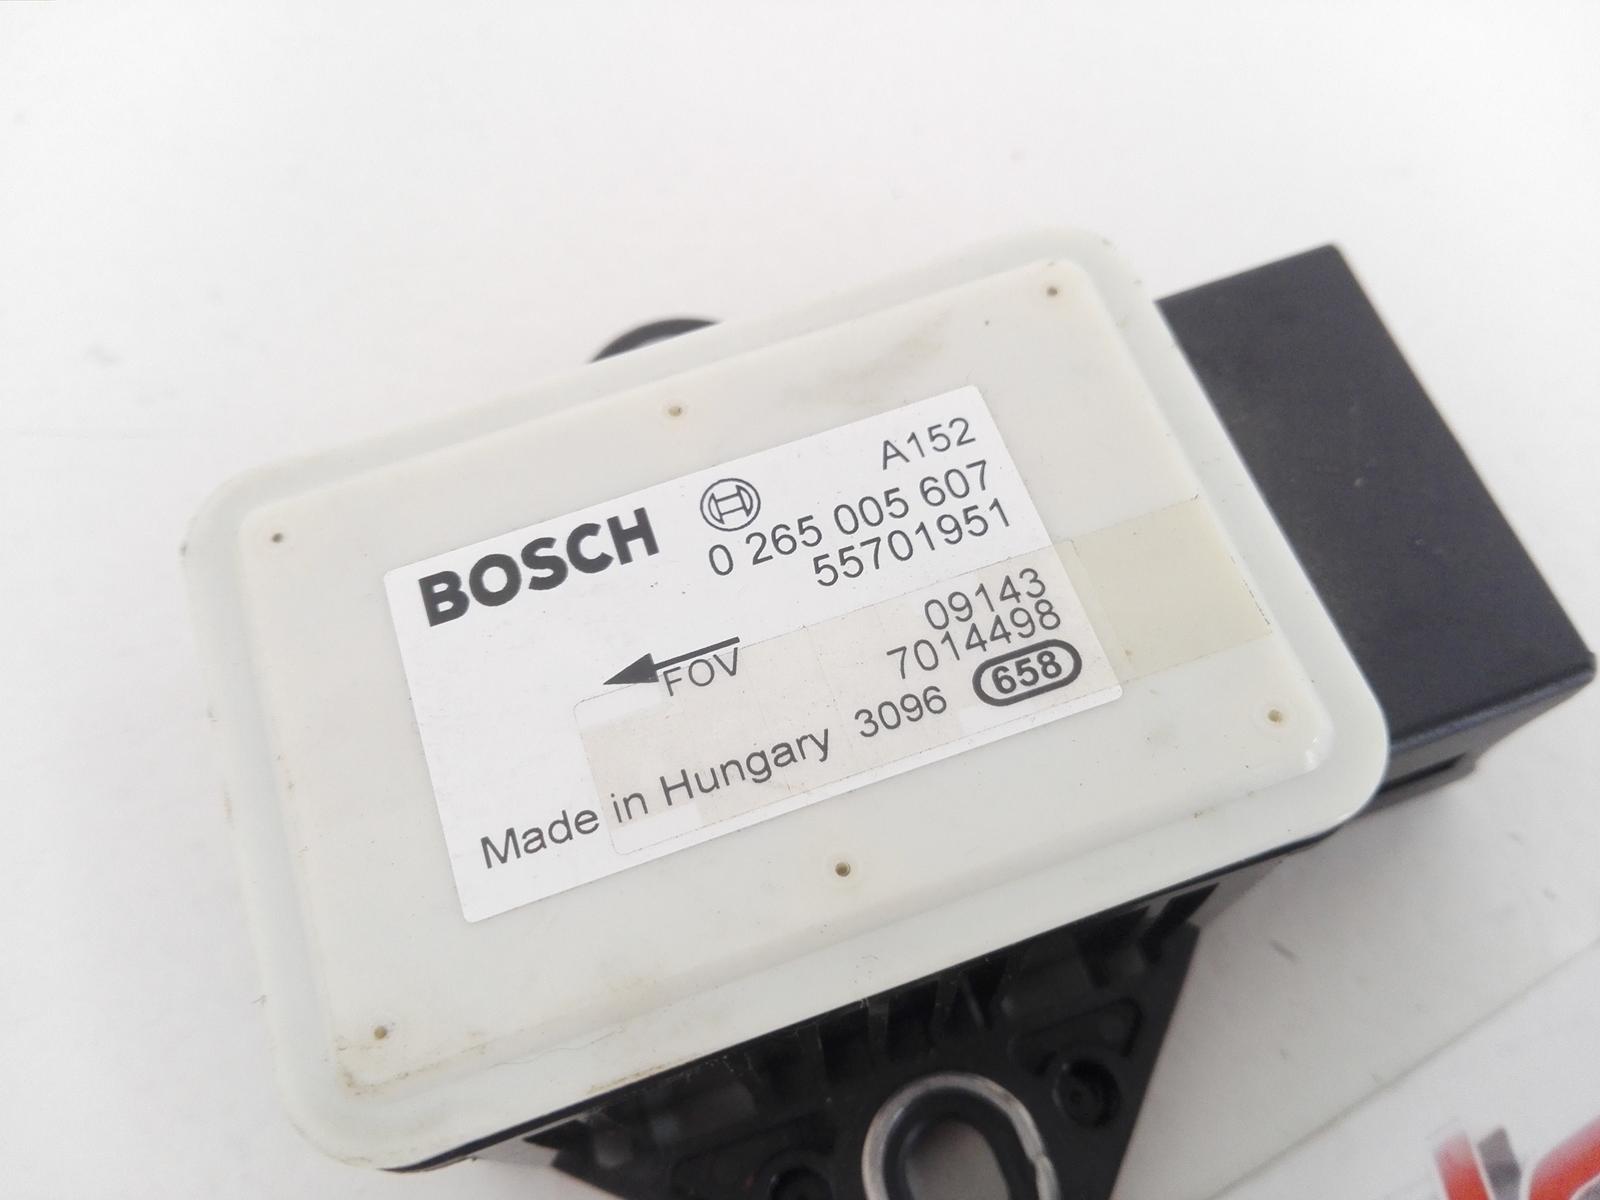 A152
BOSCH 0 265 005 607
55701951
09143
FOV 7014498
Made in Hungary 3096 658